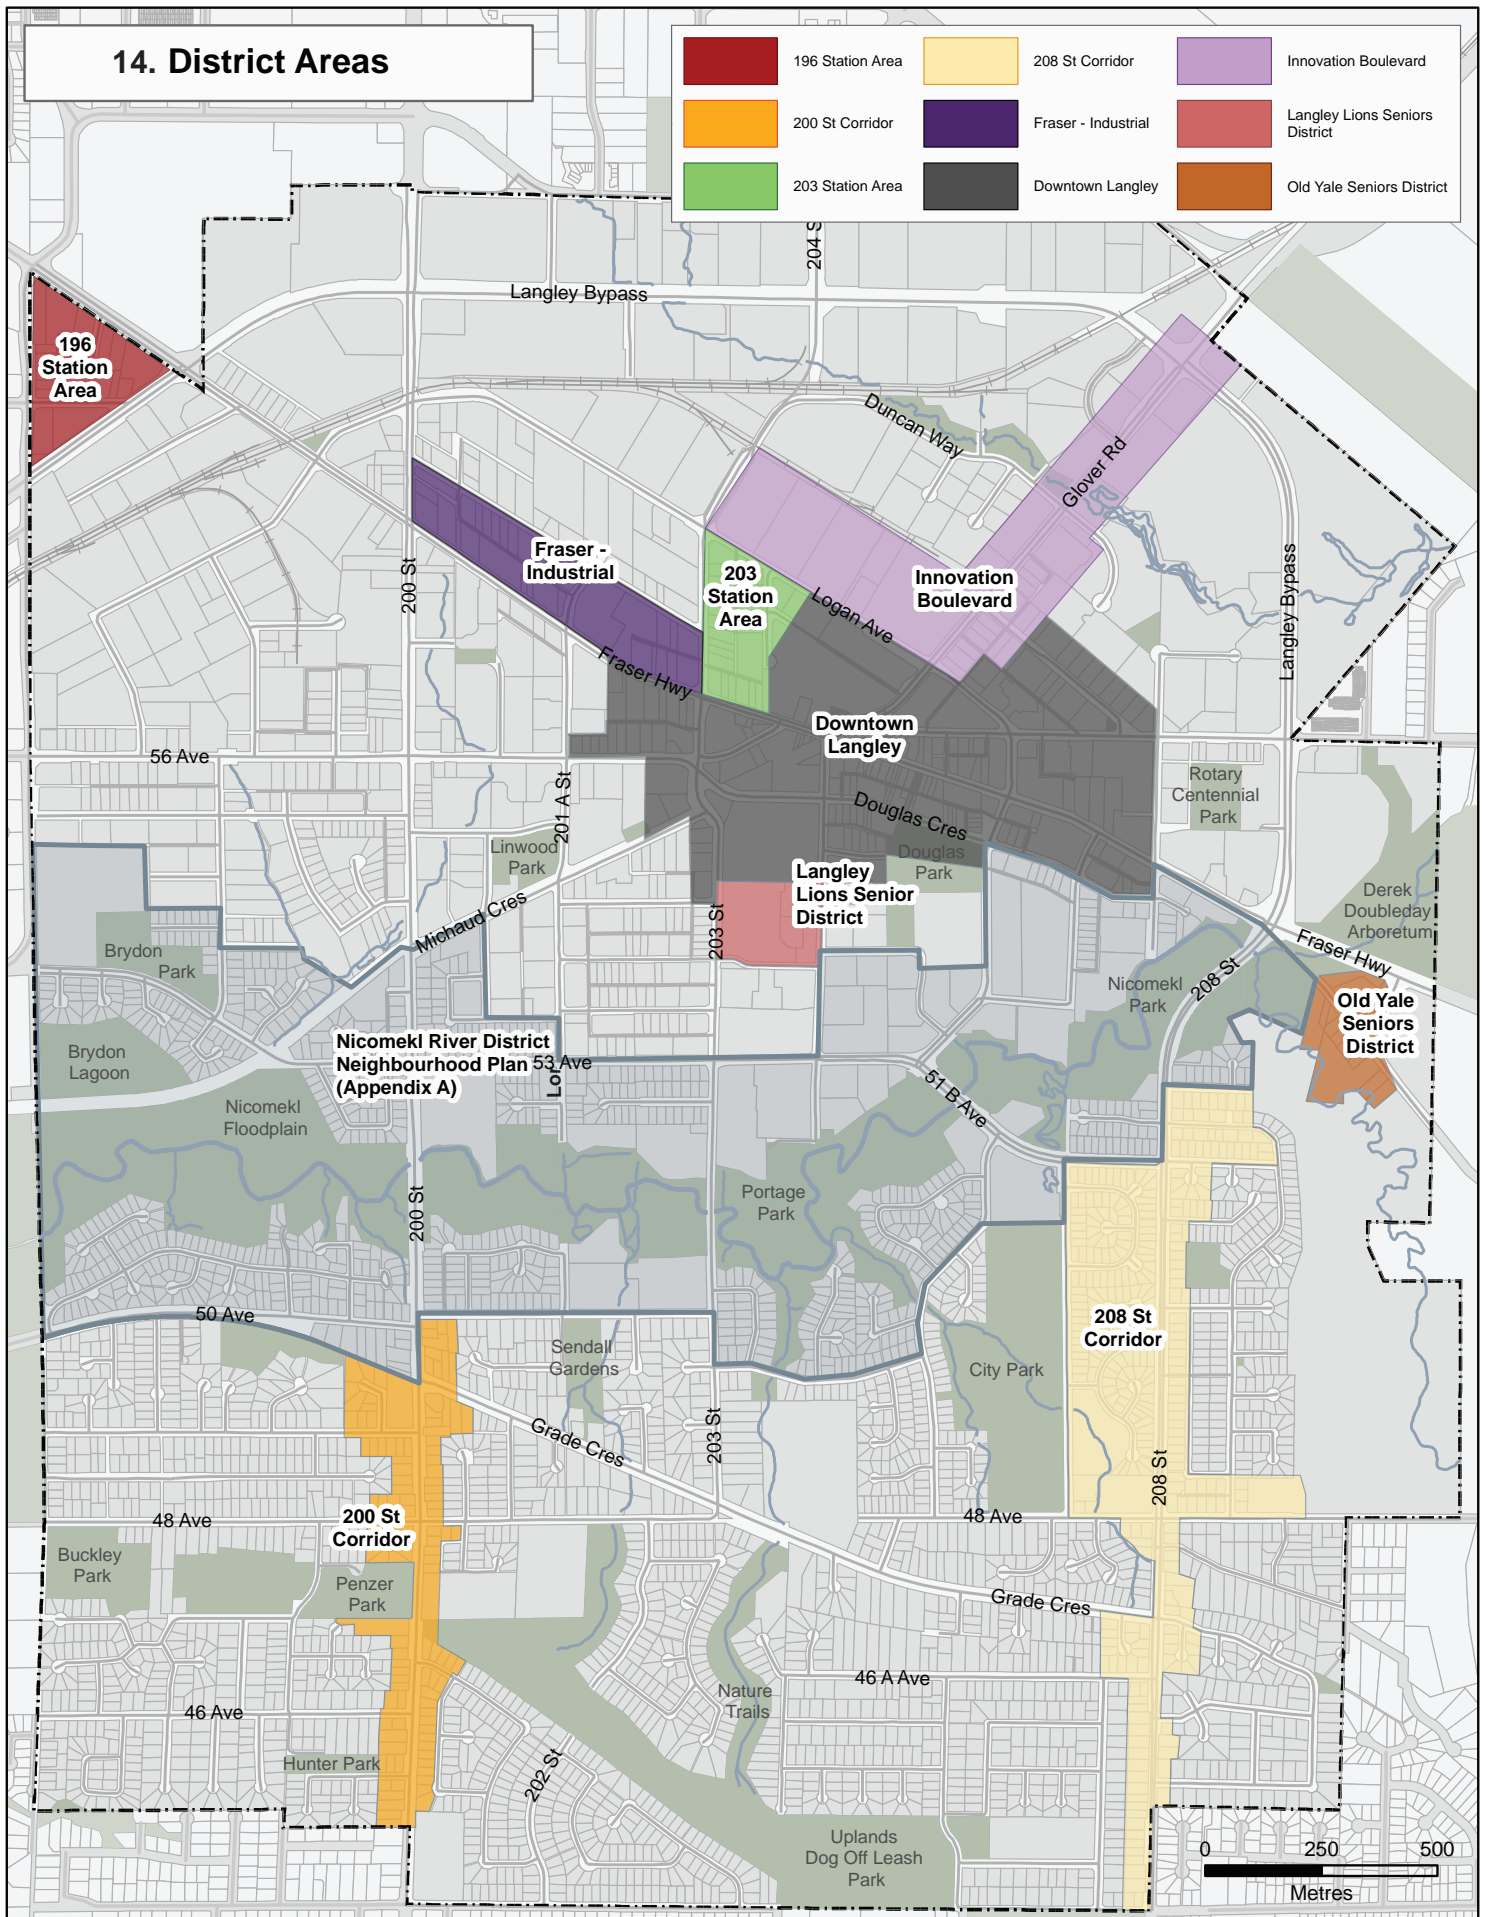 14. District Areas
196 Station Area
200 St Corridor
203 Station Area
208 St Corridor
Fraser - Industrial
Downtown Langley
Innovation Boulevard
Langley Lions Seniors
District
Old Yale Seniors District
204 S
Langley Bypass
196
Station
Area
Duncan Way
Glover Rd
Fraser -
Industrial
200 St
203
Station
Area
Innovation
Boulevard
Logan Ave
Langley Bypass
Fraser Hwy
Downtown
Langley
56 Ave
201 A St
Rotary
Centennial
Park
Douglas Cres
Linwood
Park
Douglas
Park
Langley
Lions Senior
District
Derek
Doubleday
Arboretum
Michaud Cres
203 St
Brydon
Park
Fraser Hwy
208 St
Nicomekl
Park
Old Yale
Seniors
District
Brydon
Lagoon
Nicomekl River District
Neighbourhood Plan
(Appendix A)
53 Ave
Lor
51 B Ave
Nicomekl
Floodplain
200 St
Portage
Park
50 Ave
208 St
Corridor
Sendall
Gardens
City Park
Grade Cres
203 St
208 St
48 Ave
200 St
Corridor
48 Ave
Buckley
Park
Penzer
Park
Grade Cres
46 A Ave
Nature
Trails
46 Ave
Hunter Park
202 St
Uplands
Dog Off Leash
Park
0 250 500
Metres